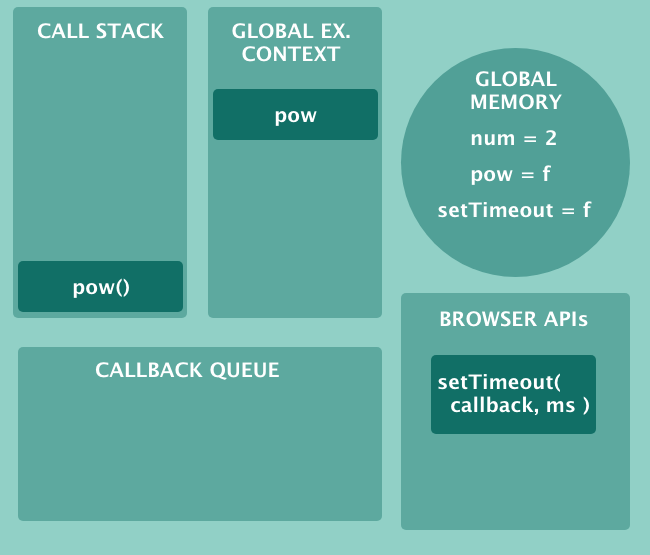 CALL STACK
pow()
GLOBAL EX.
CONTEXT
pow
GLOBAL
MEMORY
num = 2
pow = f
setTimeout = f
CALLBACK QUEUE
BROWSER APIs
setTimeout(
callback, ms )